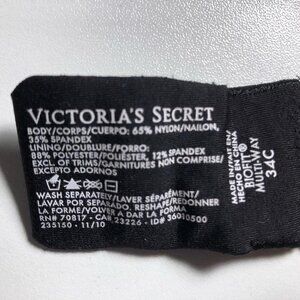 VICTORIA'S SECRET
BODY/CORPS/CUERPO: 65% NYLON/NAILON,
35% SPANDEX
LINING/DOUBLURE/FORRO:
88% POLYESTER/POLIÉSTER, 12% SPANDEX
EXCL. OF TRIMS/GARNITURES NON COMPRISE/
EXCEPTO ADORNOS
WASH SEPARATELY/LAVER SÉPARÉMENT/
LAVAR POR SEPARADO. RESHAPE/REDONNER
LA FORME/VOLVER A DAR LA FORMA
RN# 70817 - CA# 23226 - ID# 36010500
235150 - 11/10
MADE IN
CHINA
BIOFIT®
MULTI-WAY
34C